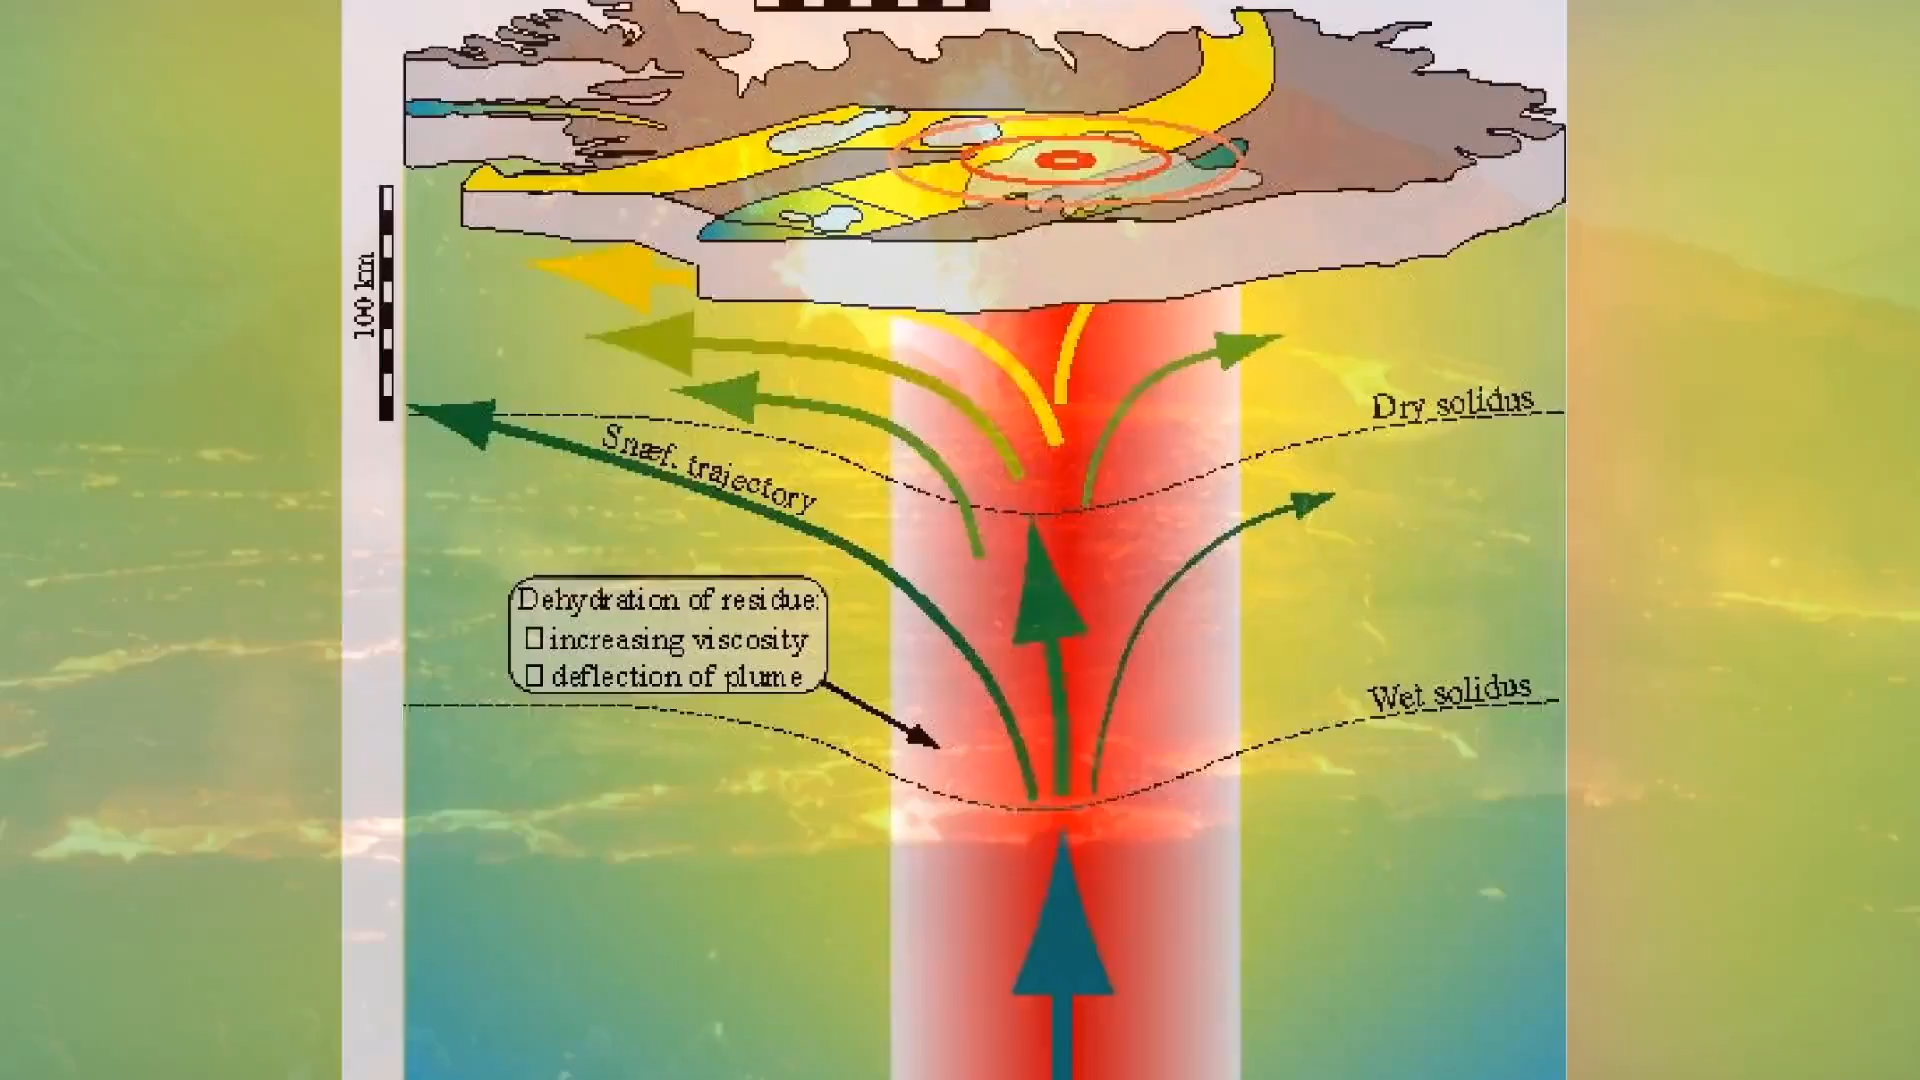 100 km
Dry solidus
Snæf. trajectory
Dehydration of residue:
increasing viscosity
deflection of plume
Wet solidus